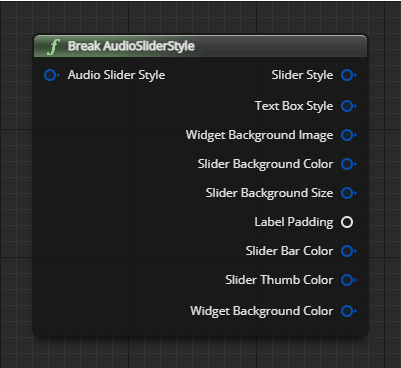 Break AudioSliderStyle
Audio Slider Style
Slider Style
Text Box Style
Widget Background Image
Slider Background Color
Slider Background Size
Label Padding
Slider Bar Color
Slider Thumb Color
Widget Background Color